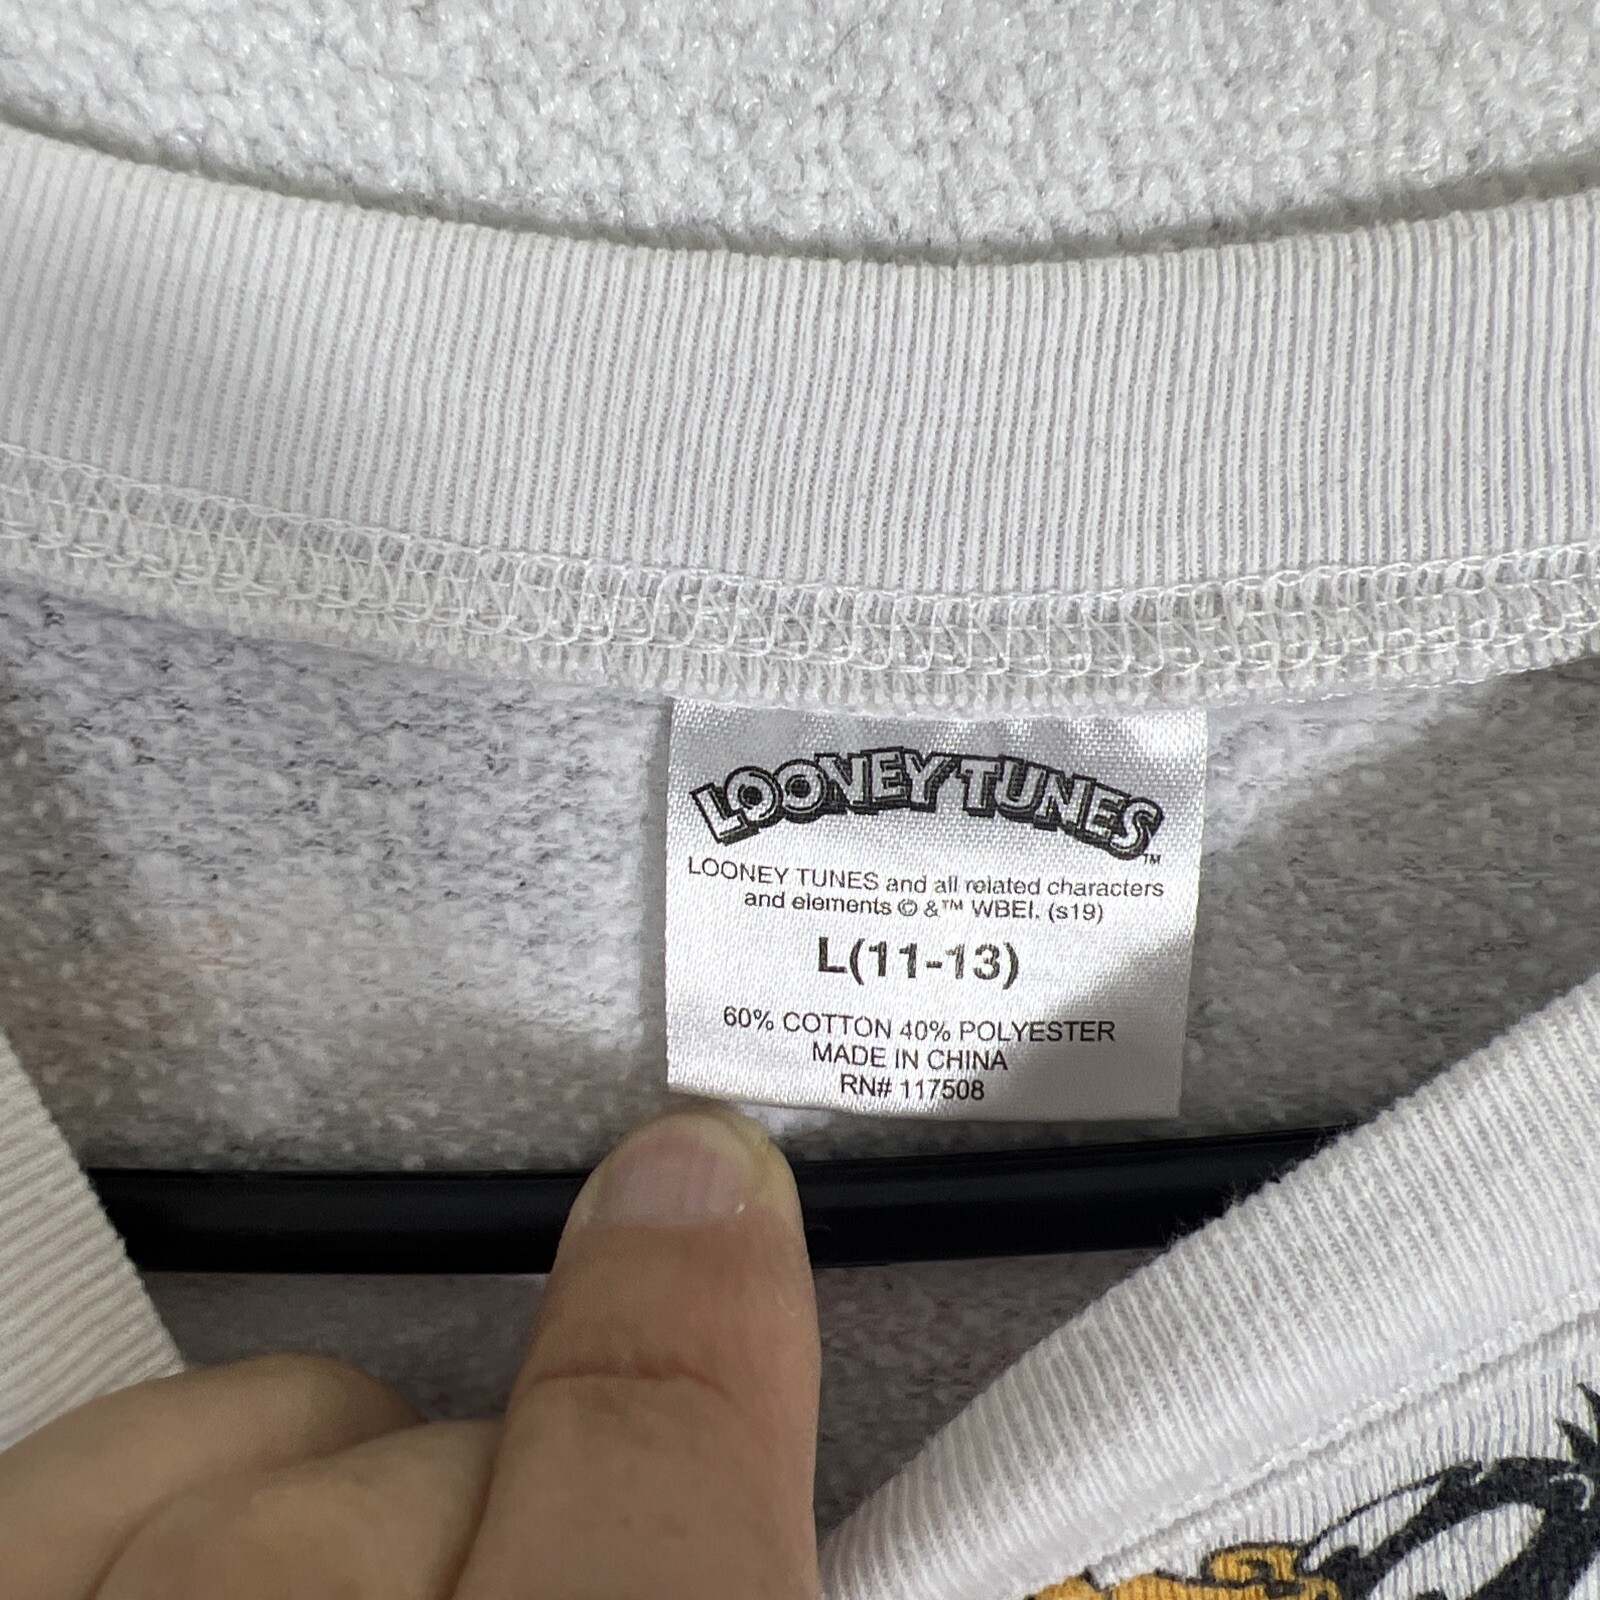 LOONEY TUNES™
LOONEY TUNES and all related characters
and elements © &™ WBEI. (s19)
L(11-13)
60% COTTON 40% POLYESTER
MADE IN CHINA
RN# 117508